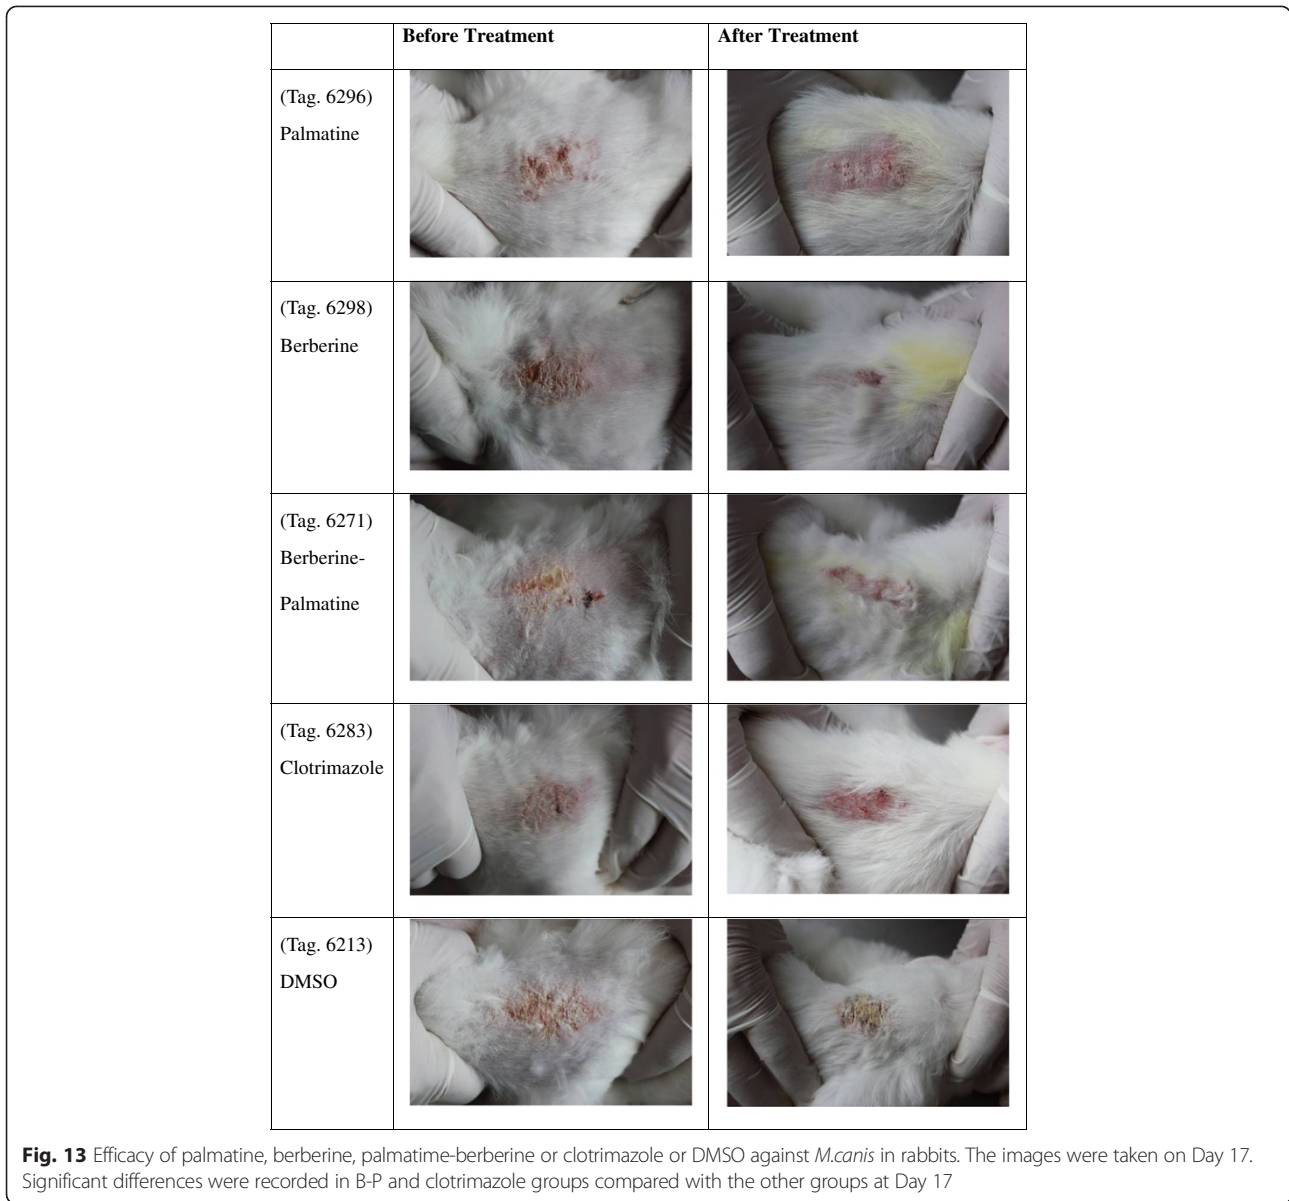 Before Treatment
After Treatment
(Tag. 6296)
Palmatine
(Tag. 6298)
Berberine
(Tag. 6271)
Berberine-
Palmatine
(Tag. 6283)
Clotrimazole
(Tag. 6213)
DMSO
Fig. 13 Efficacy of palmatine, berberine, palmatime-berberine or clotrimazole or DMSO against M.canis in rabbits. The images were taken on Day 17.
Significant differences were recorded in B-P and clotrimazole groups compared with the other groups at Day 17